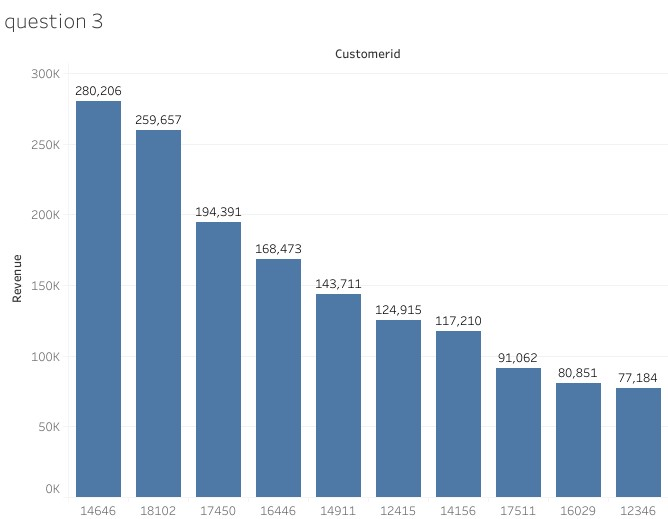 question 3
Customerid
300K
280,206
259,657
250K
200K
194,391
168,473
150K
143,711
124,915
117,210
100K
91,062
80,851
77,184
50K
0K
Revenue
14646 18102 17450 16446 14911 12415 14156 17511 16029 12346